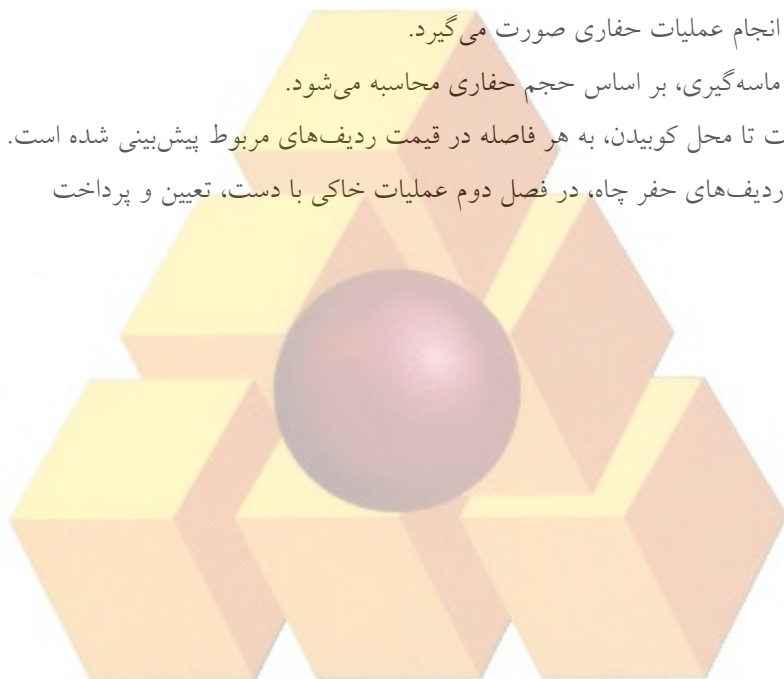 انجام عملیات حفاری صورت می‌گیرد.
ماسه‌گیری، بر اساس حجم حفاری محاسبه می‌شود.
ت تا محل کوبیدن، به هر فاصله در قیمت ردیف‌های مربوط پیش‌بینی شده است.
ردیف‌های حفر چاه، در فصل دوم عملیات خاکی با دست، تعیین و پرداخت